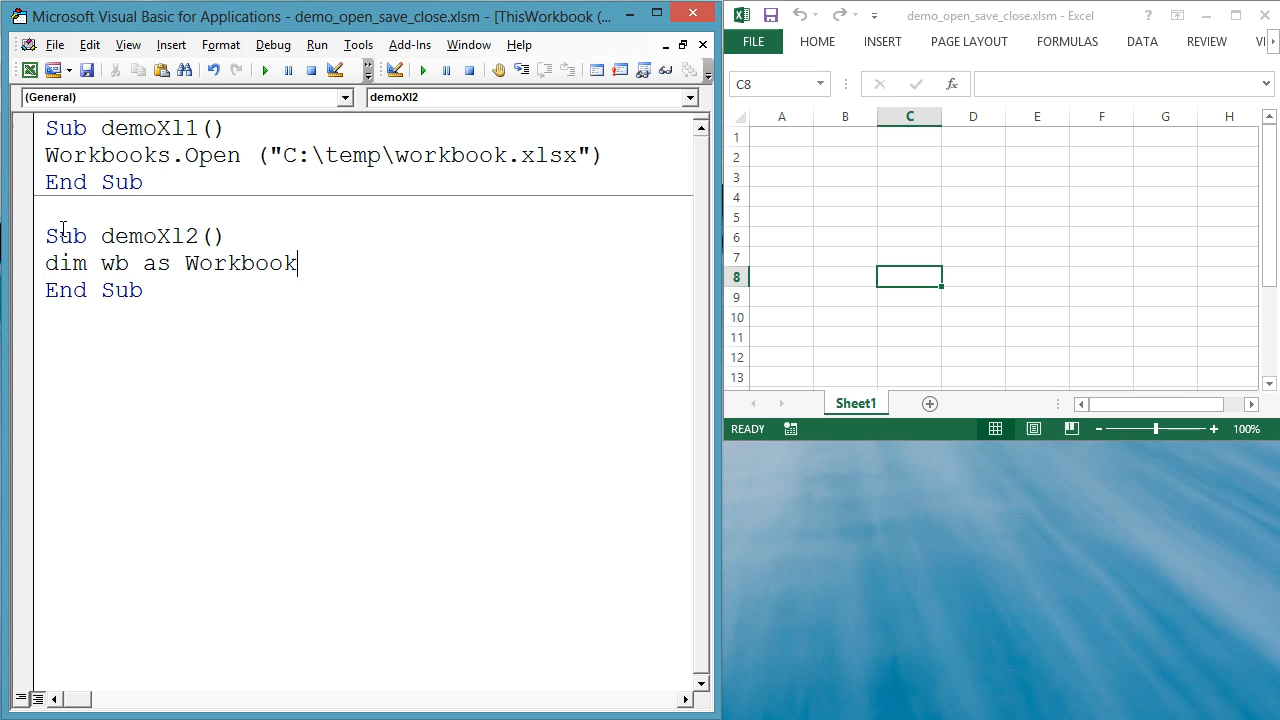 Microsoft Visual Basic for Applications - demo_open_save_close.xlsm - [ThisWorkbook (...
File Edit View Insert Format Debug Run Tools Add-Ins Window Help
(General) demoXl2
Sub demoXl1()
Workbooks.Open ("C:\temp\workbook.xlsx")
End Sub
Sub demoXl2()
dim wb as Workbook
End Sub
demo_open_save_close.xlsm - Excel
FILE HOME INSERT PAGE LAYOUT FORMULAS DATA REVIEW VI
C8 fx
A B C D E F G H
1
2
3
4
5
6
7
8
9
10
11
12
13
Sheet1
READY 100%